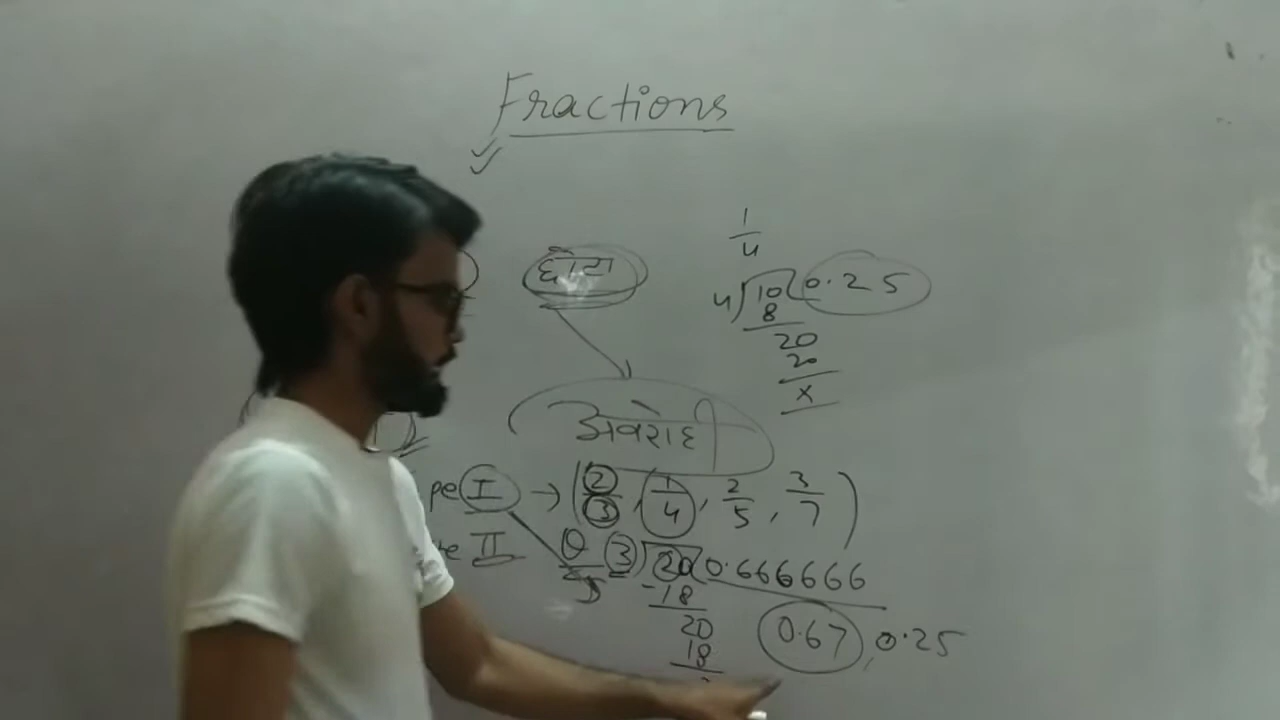 Fractions
1/4
छोटा
4)10(0.25
8
20
20
x
अवरोही
pe I → (2/3, 1/4, 2/5, 3/7)
II 3)20(0.666666
-18
20
18
0.67, 0.25